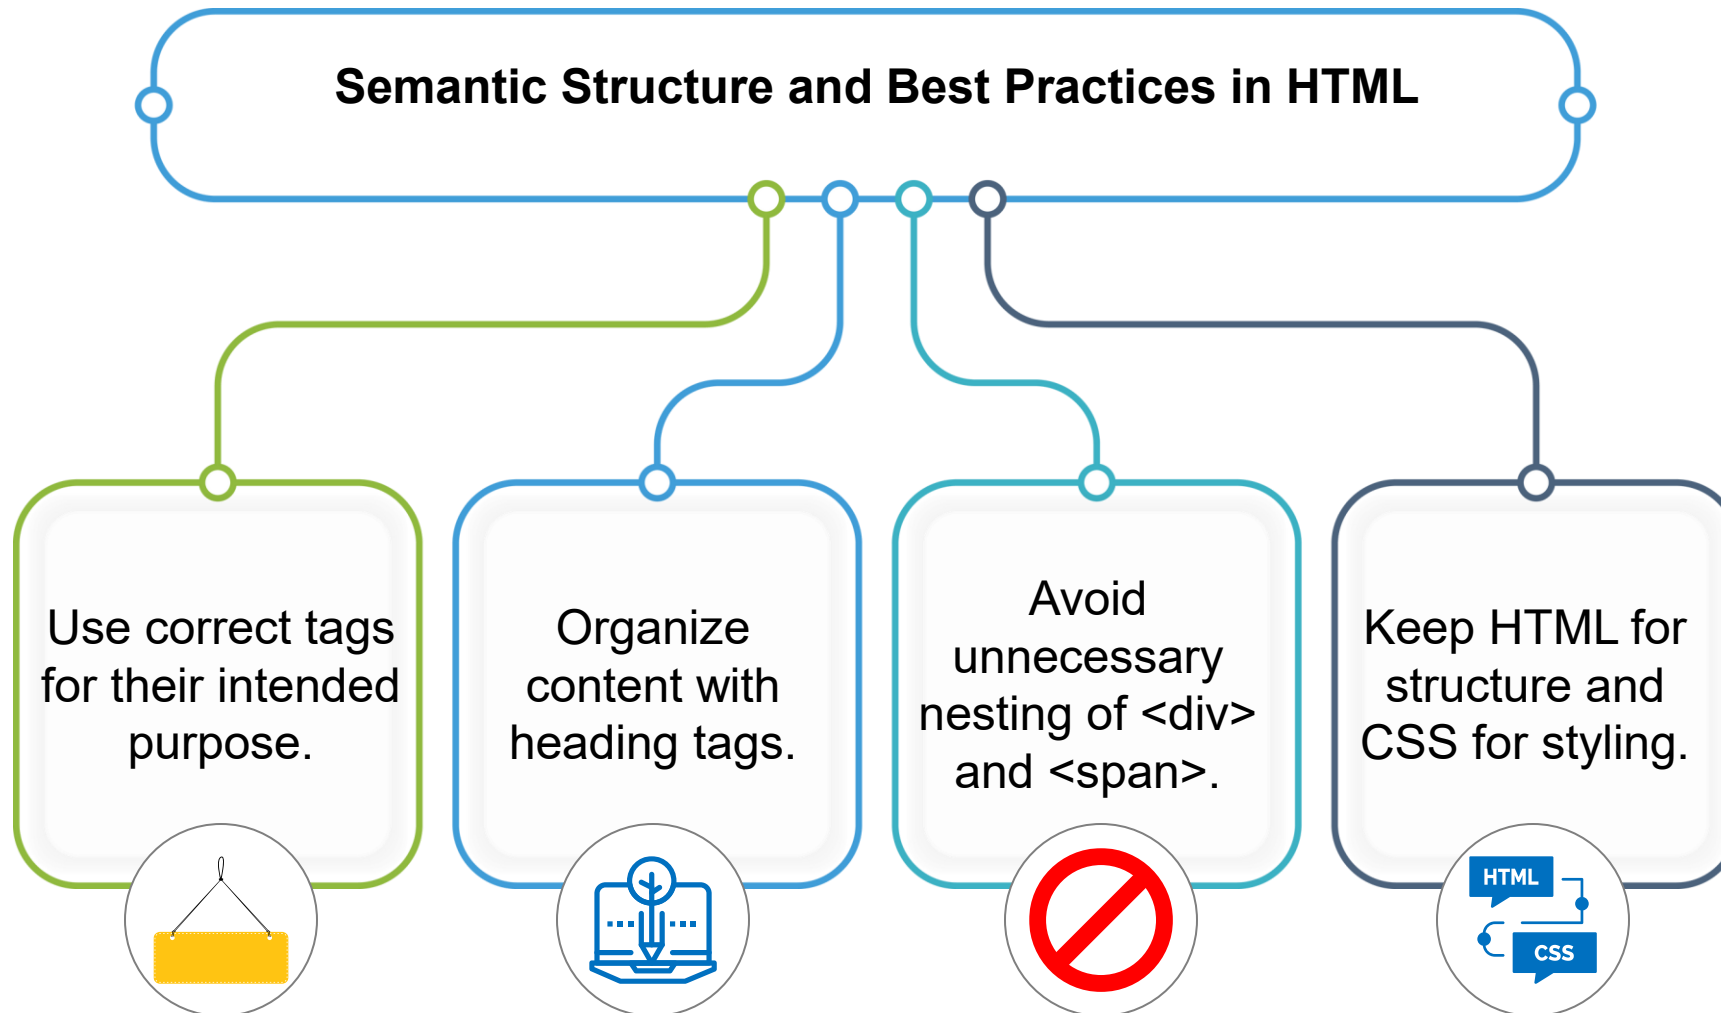 Semantic Structure and Best Practices in HTML
Use correct tags
for their intended
purpose.
Organize
content with
heading tags.
Avoid
unnecessary
nesting of <div>
and <span>.
Keep HTML for
structure and
CSS for styling.
HTML
CSS